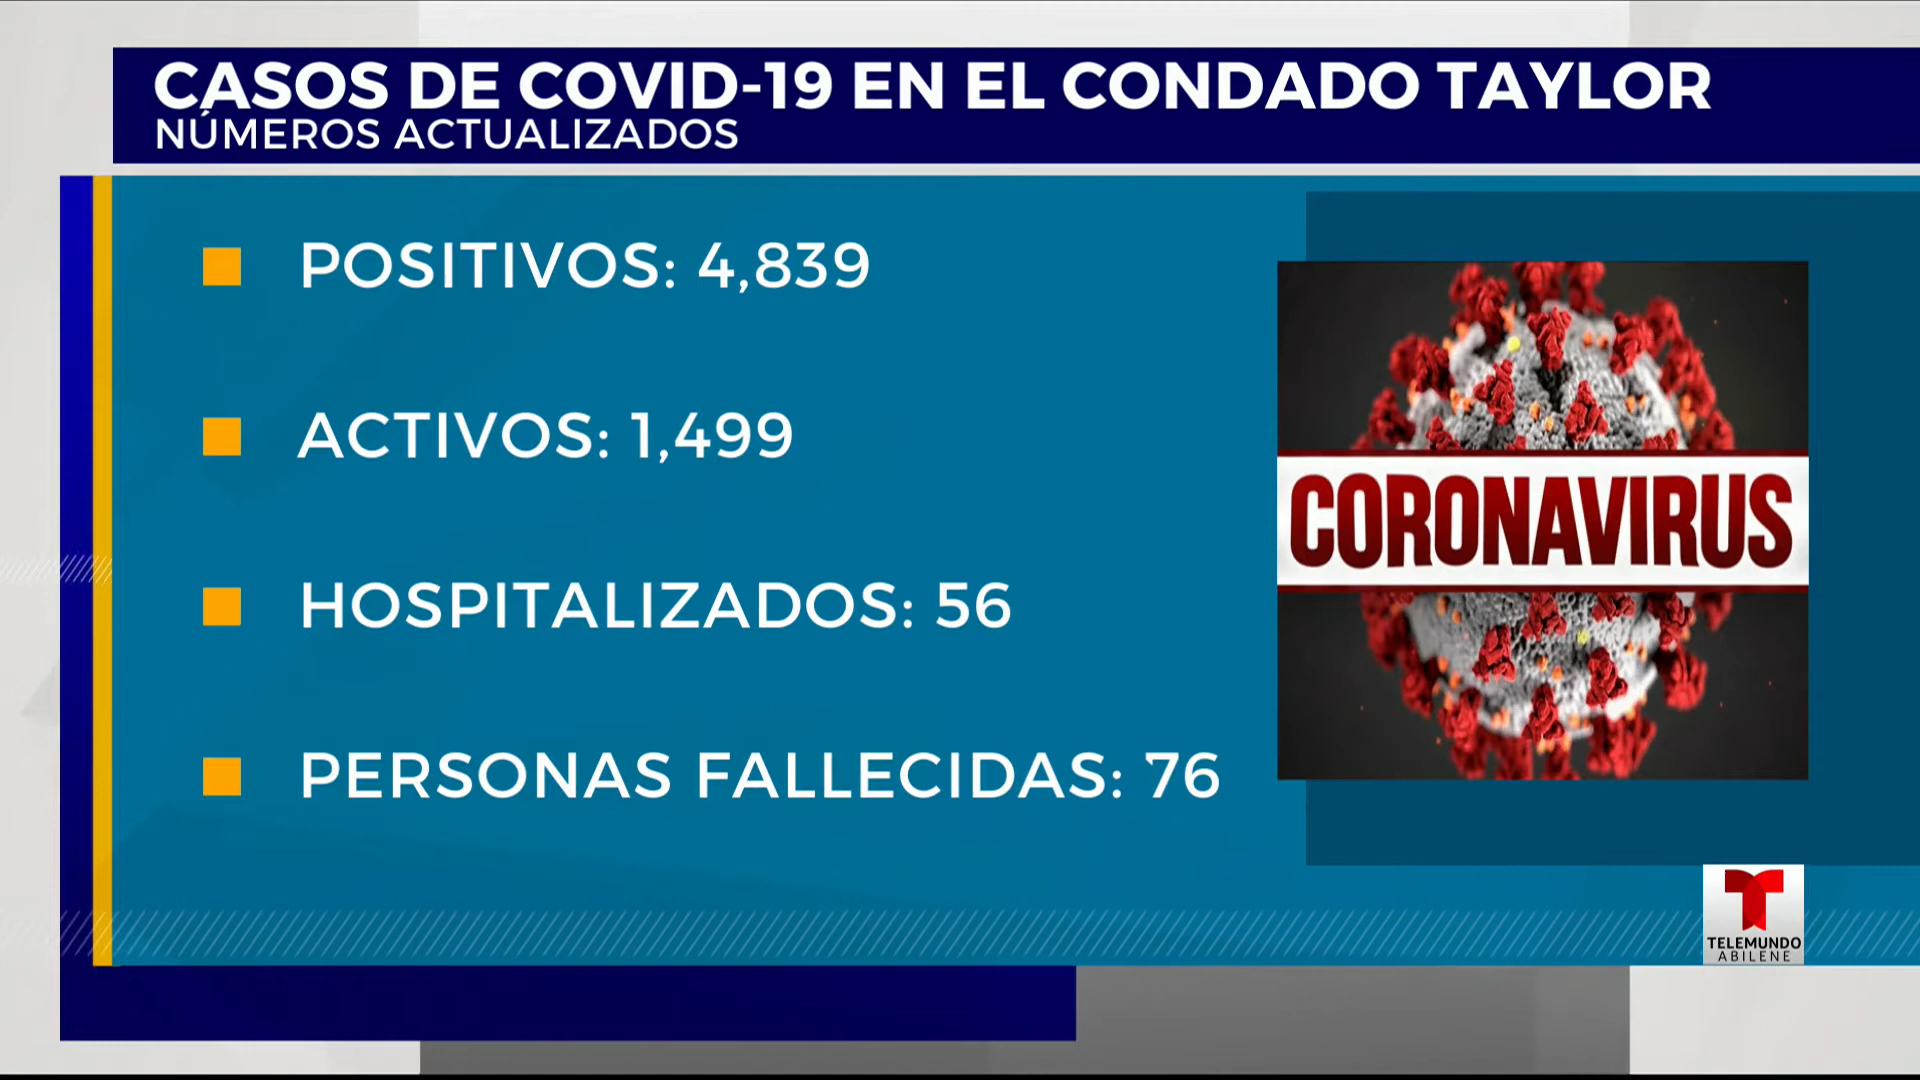 CASOS DE COVID-19 EN EL CONDADO TAYLOR
NÚMEROS ACTUALIZADOS
POSITIVOS: 4,839
ACTIVOS: 1,499
HOSPITALIZADOS: 56
PERSONAS FALLECIDAS: 76
CORONAVIRUS
TELEMUNDO
ABILENE